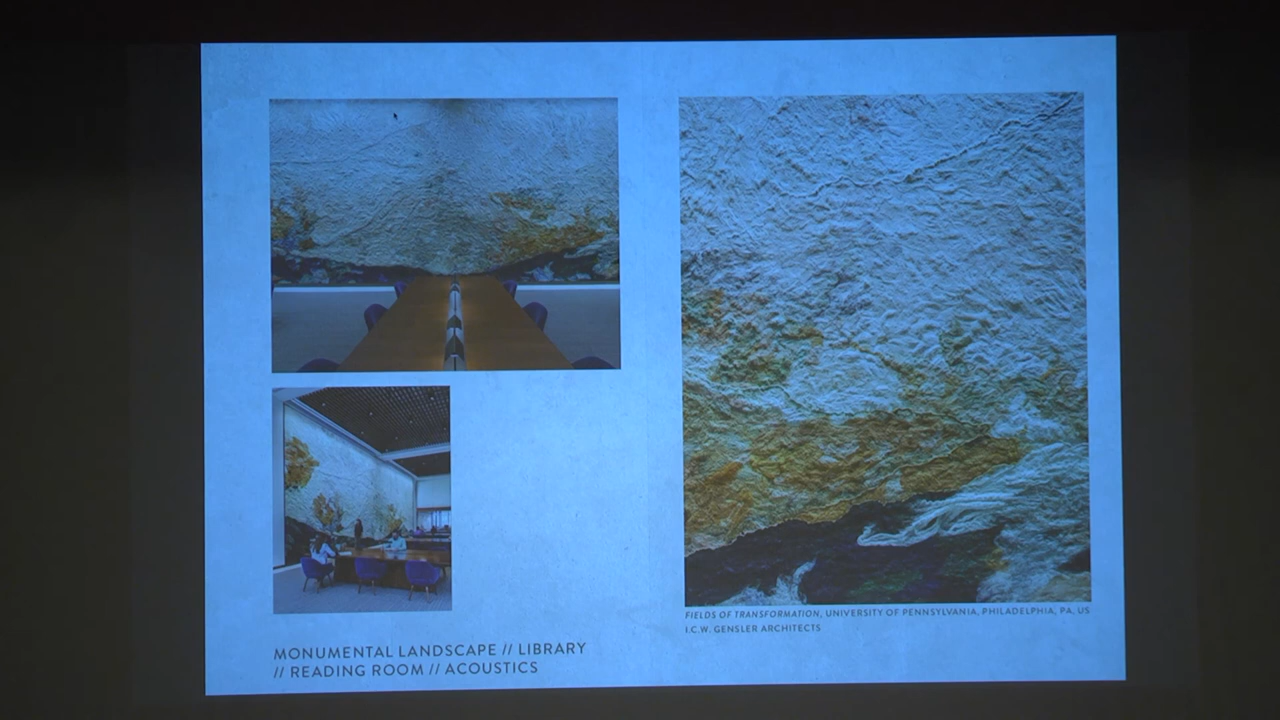 FIELDS OF TRANSFORMATION, UNIVERSITY OF PENNSYLVANIA, PHILADELPHIA, PA, US
I.C.W. GENSLER ARCHITECTS
MONUMENTAL LANDSCAPE // LIBRARY
// READING ROOM // ACOUSTICS